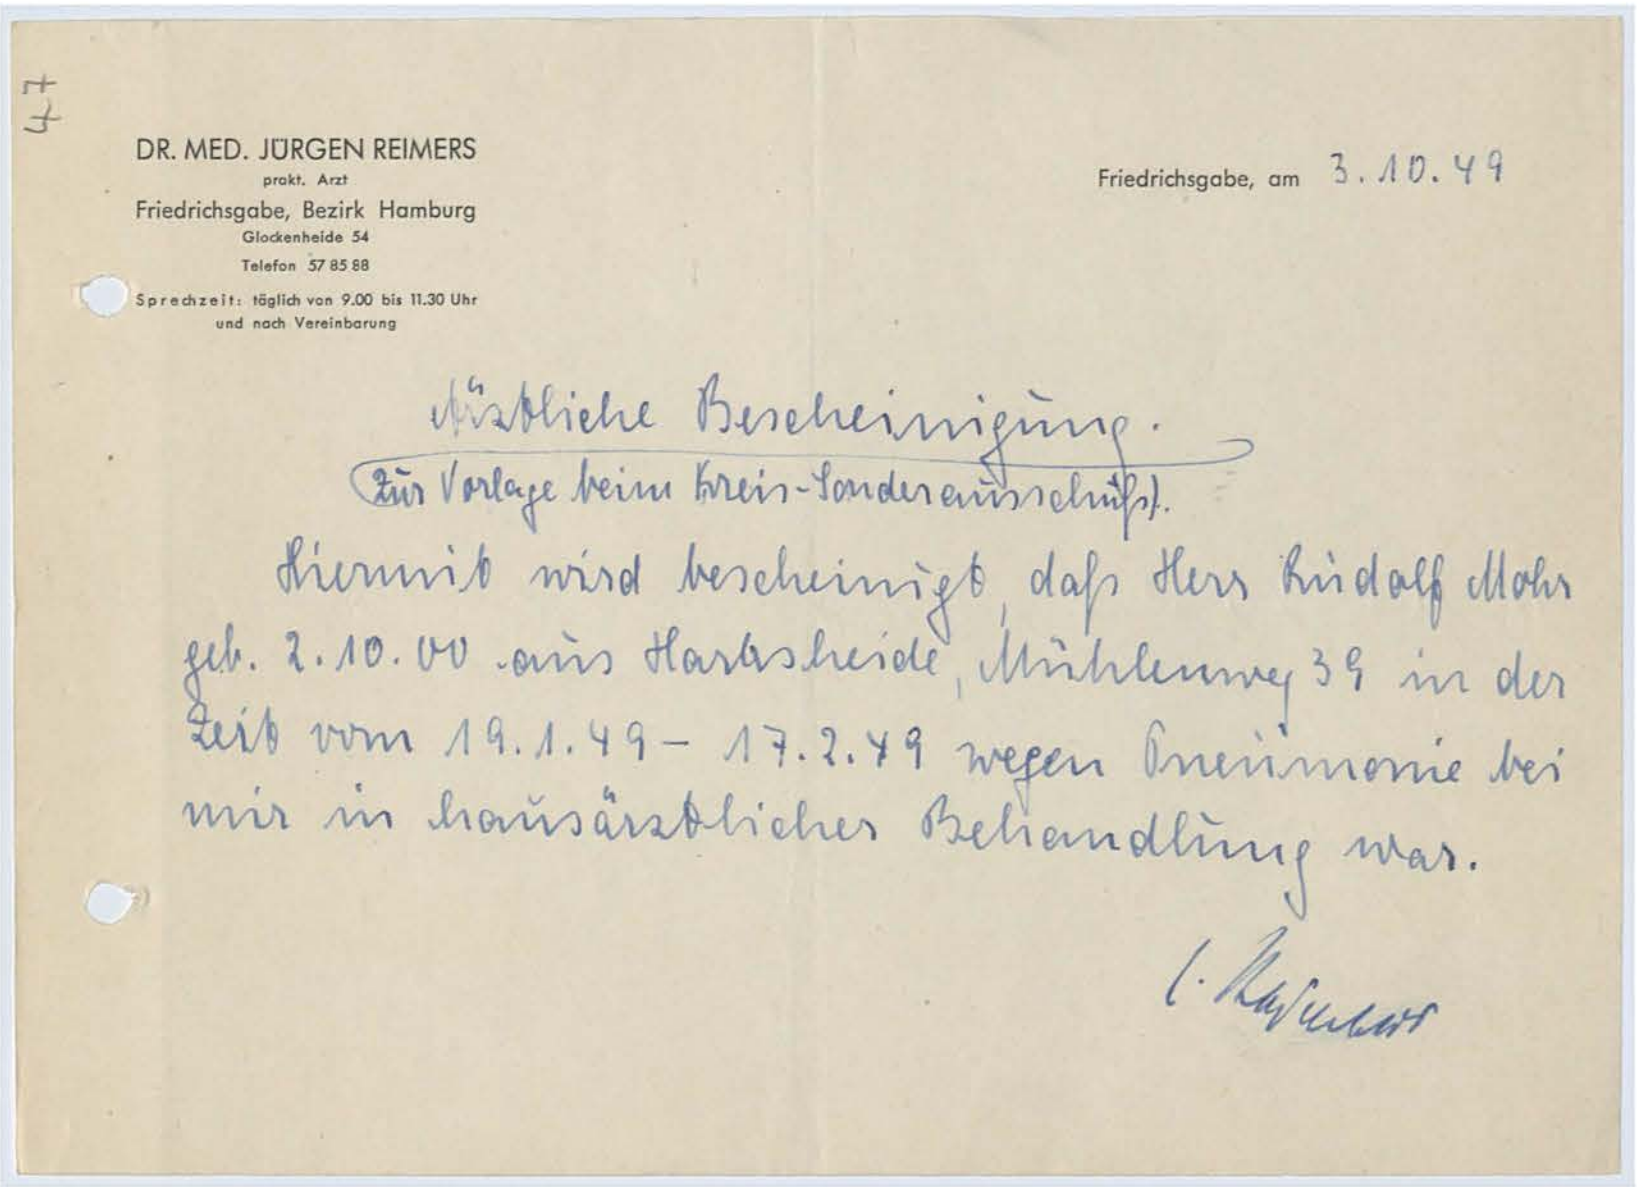 47
DR. MED. JÜRGEN REIMERS
prakt. Arzt
Friedrichsgabe, Bezirk Hamburg
Glockenheide 54
Telefon 57 85 88
Sprechzeit: täglich von 9.00 bis 11.30 Uhr
und nach Vereinbarung
Friedrichsgabe, am 3.10.49
Ärztliche Bescheinigung.
(Zur Vorlage beim Kreis-Sonderausschuß).
Hiermit wird bescheinigt, daß Herr Rudolf Mohr
geb. 2.10.00 aus Harksheide, Mühlenweg 39 in der
Zeit vom 19.1.49 – 17.2.49 wegen Pneumonie bei
mir in hausärztlicher Behandlung war.